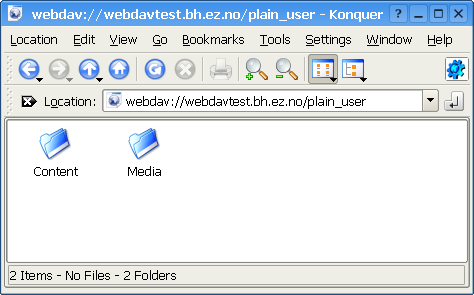 webdav://webdavtest.bh.ez.no/plain_user - Konquer
Location Edit View Go Bookmarks Tools Settings Window Help
Location: webdav://webdavtest.bh.ez.no/plain_user
Content Media
2 Items - No Files - 2 Folders